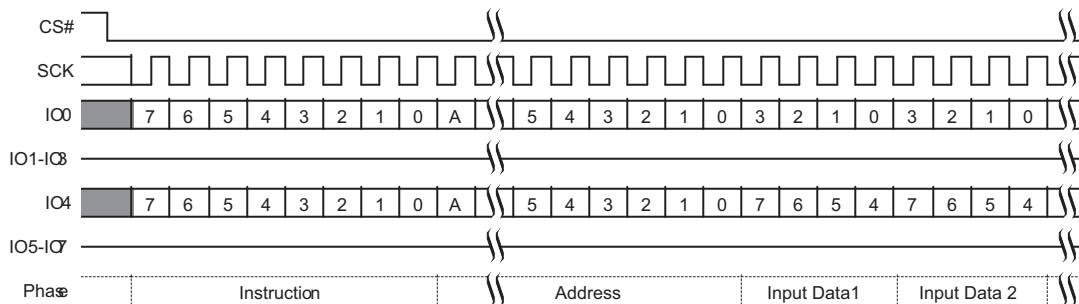 CS#
SCK
IO0 7 6 5 4 3 2 1 0 A 5 4 3 2 1 0 3 2 1 0 3 2 1 0
IO1-IO3
IO4 7 6 5 4 3 2 1 0 A 5 4 3 2 1 0 7 6 5 4 7 6 5 4
IO5-IO7
Phase Instruction Address Input Data1 Input Data 2